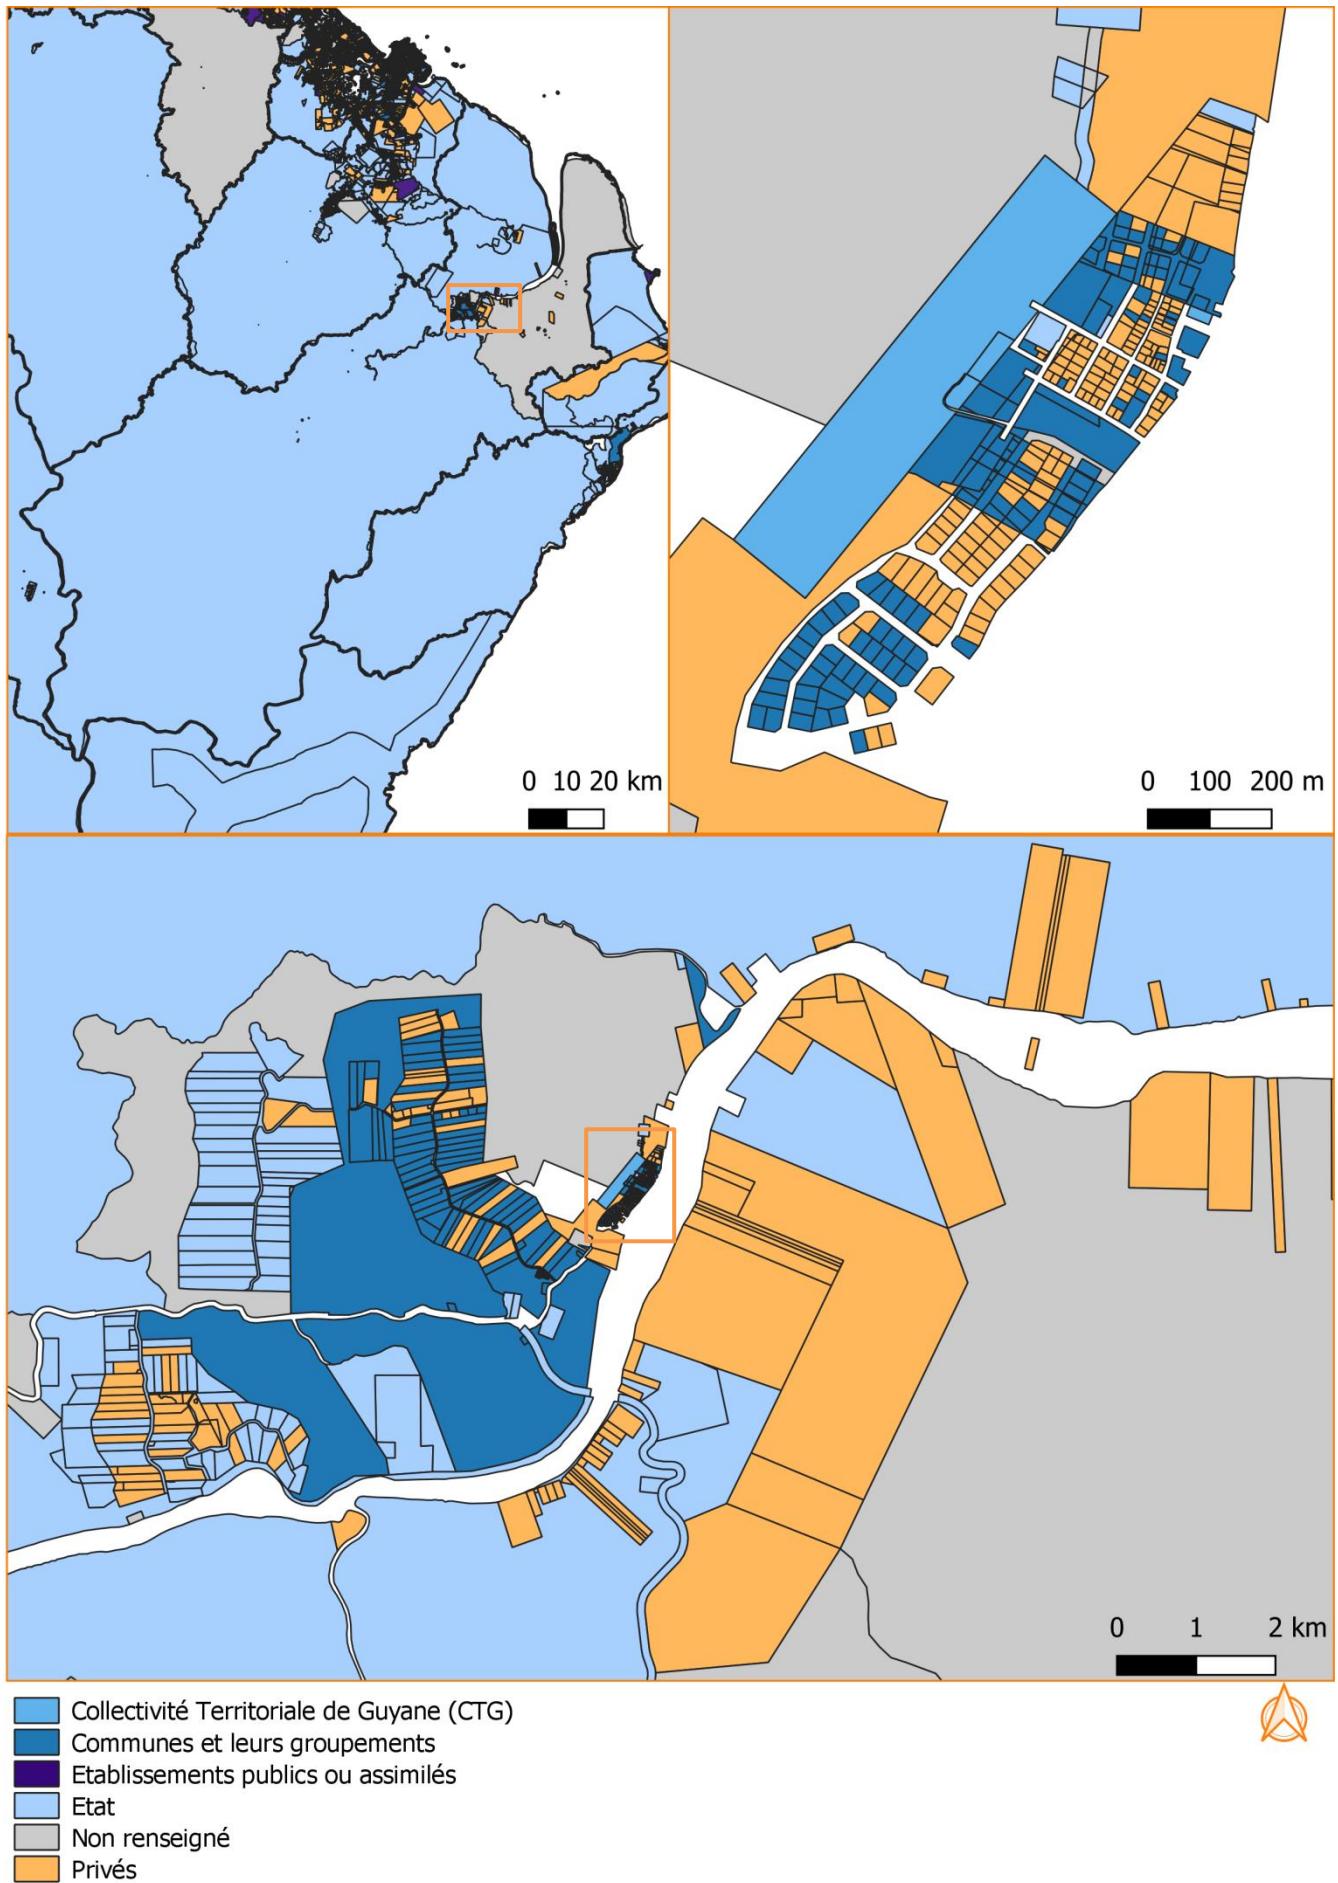 0 10 20 km
0 100 200 m
0 1 2 km
Collectivité Territoriale de Guyane (CTG)
Communes et leurs groupements
Etablissements publics ou assimilés
Etat
Non renseigné
Privés